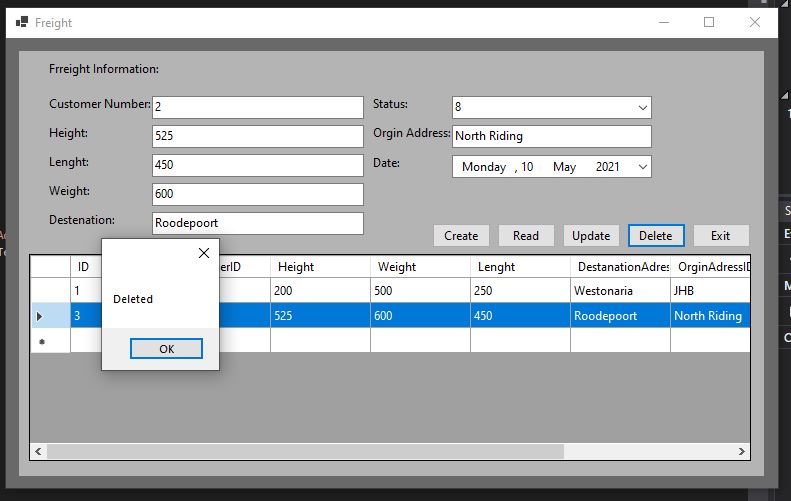 Freight
Frreight Information:
Customer Number: 2 Status: 8
Height: 525 Orgin Address: North Riding
Lenght: 450 Date: Monday , 10 May 2021
Weight: 600
Destenation: Roodepoort
Create Read Update Delete Exit
ID erID Height Weight Lenght DestanationAdres OrginAdressID
1 200 500 250 Westonaria JHB
3 525 600 450 Roodepoort North Riding
Deleted
OK